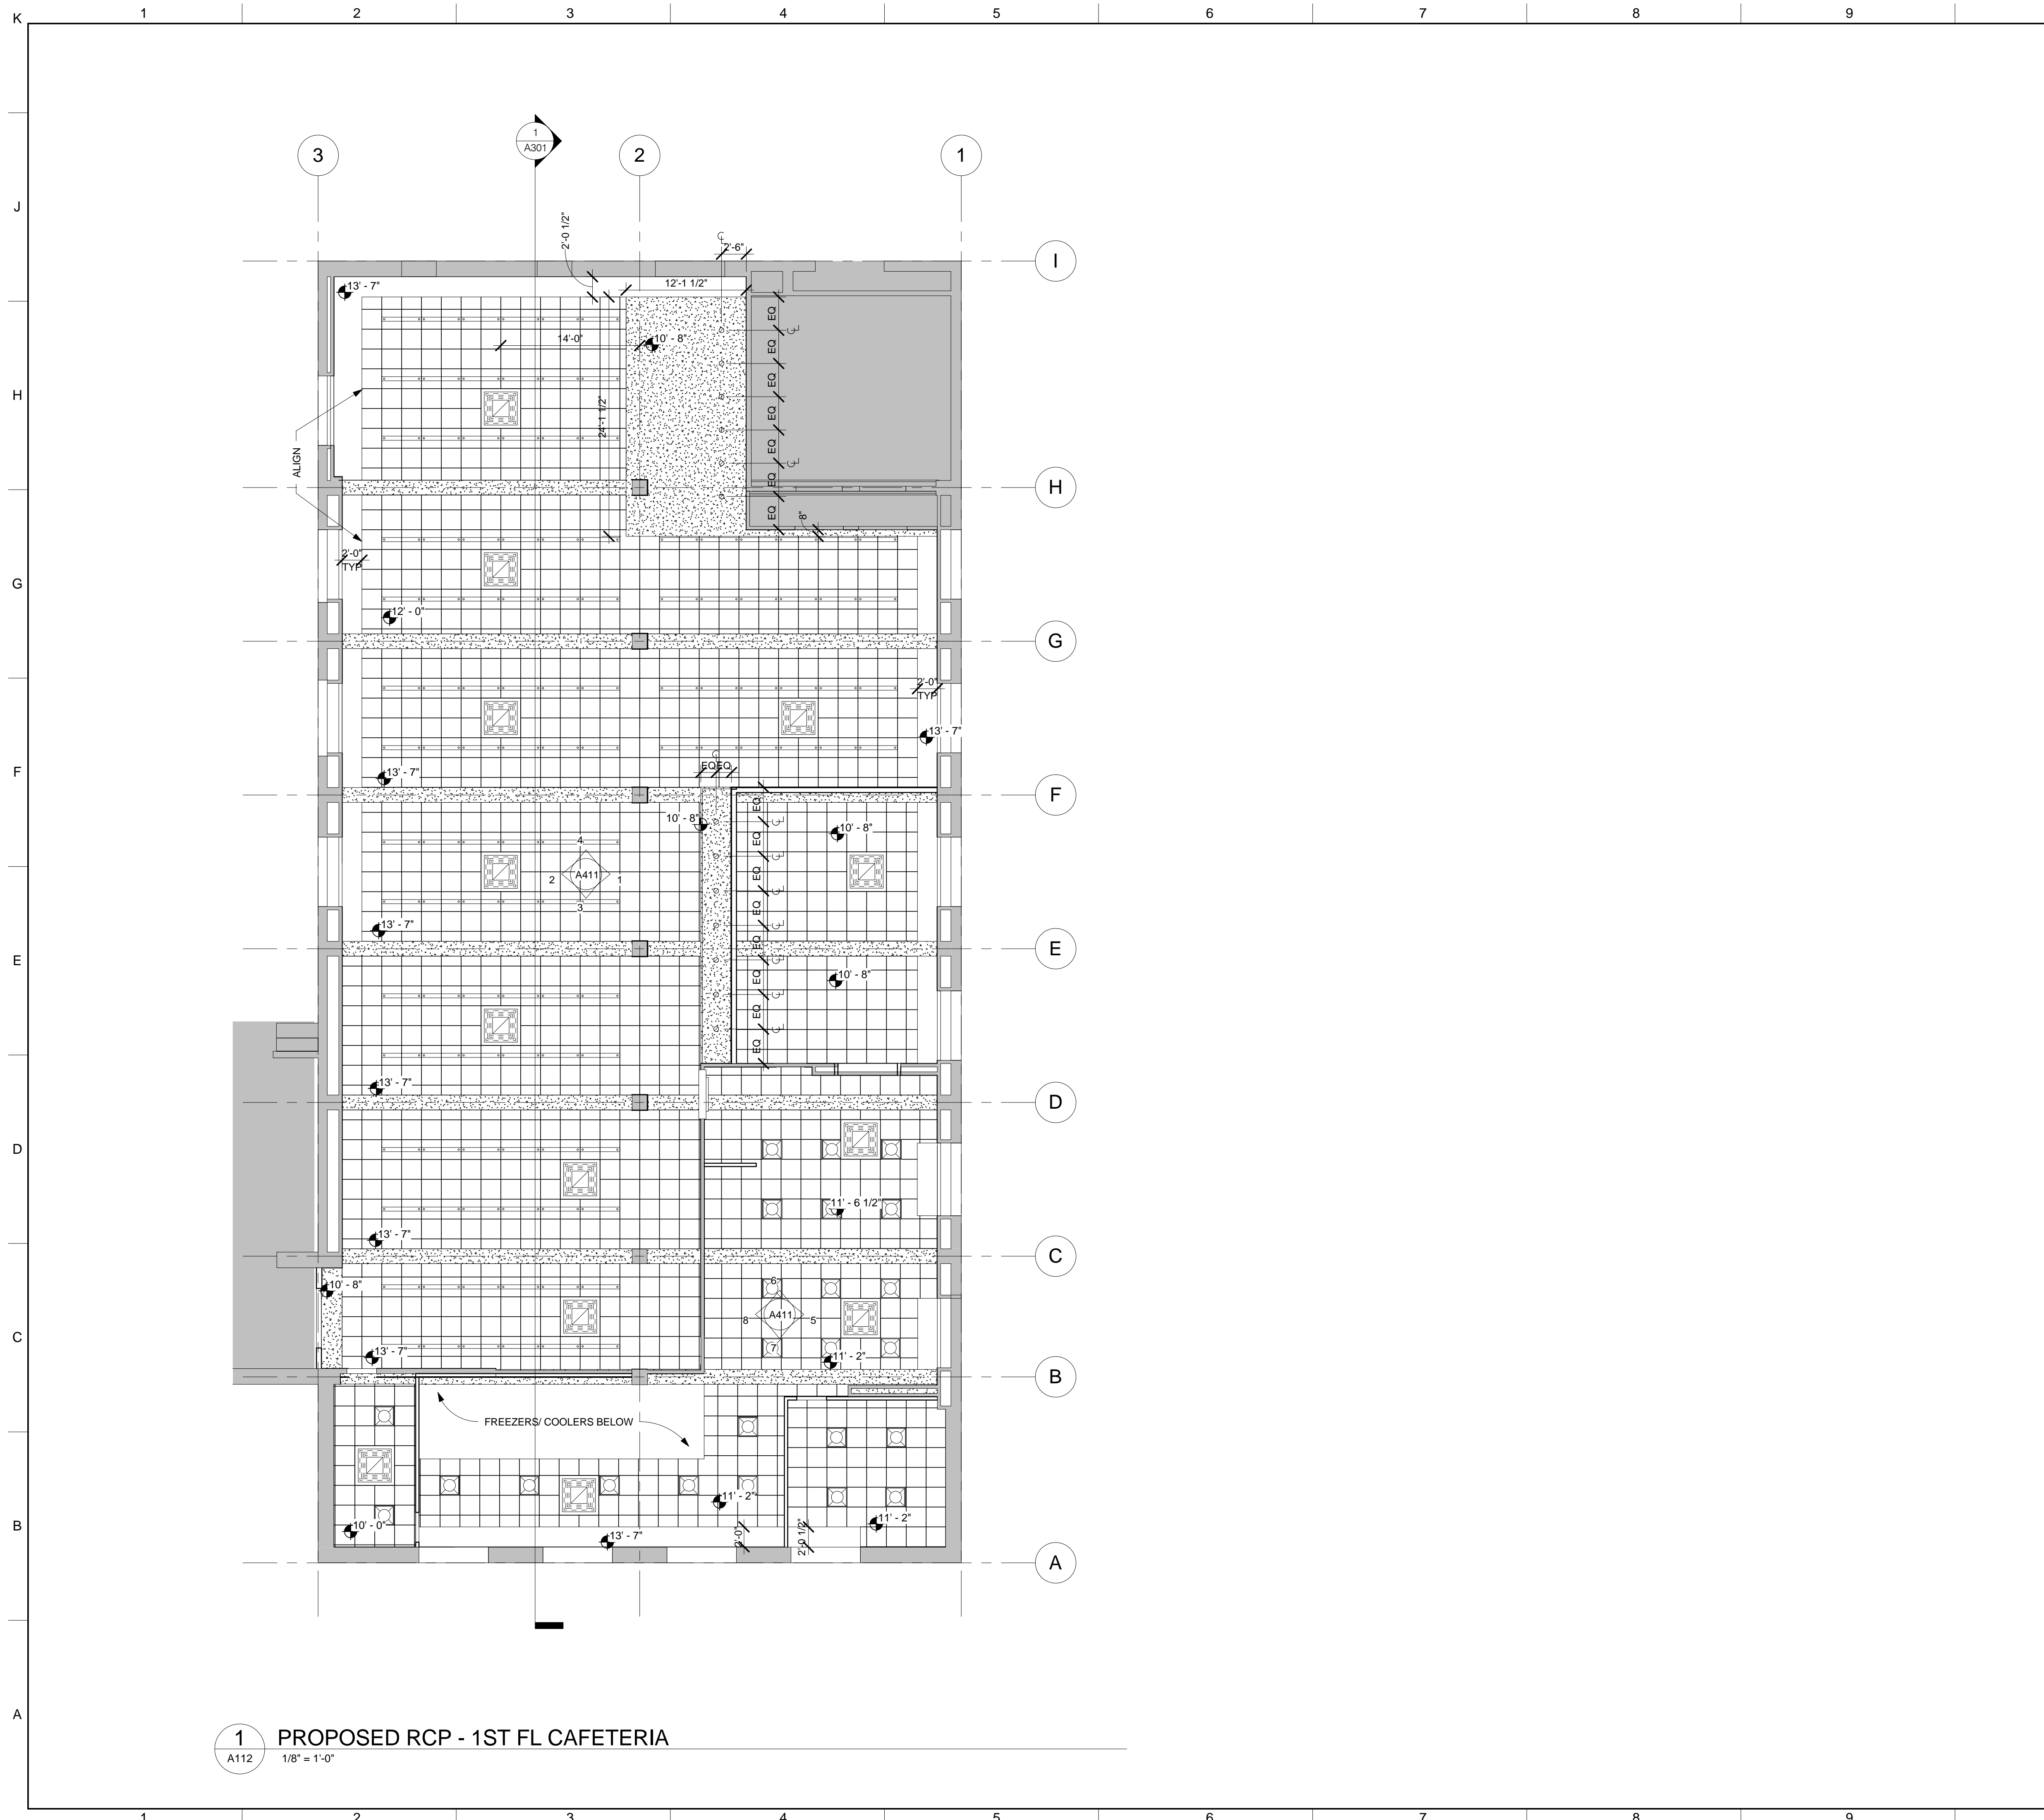 1 2 3 4 5 6 7 8 9
K
J
H
G
F
E
D
C
B
A
3
1
A301
2
1
I
H
G
F
E
D
C
B
A
2'-0 1/2"
℄
2'-6"
12'-1 1/2"
13' - 7"
EQ
℄
EQ
14'-0"
10' - 8"
EQ
EQ
24'-1 1/2"
EQ
ALIGN
℄
EQ
EQ
8"
2'-0"
TYP
12' - 0"
2'-0"
TYP
13' - 7"
℄
EQ EQ
13' - 7"
EQ
10' - 8"
℄
10' - 8"
EQ
4
2 A411 1
3
℄
EQ
℄
EQ
13' - 7"
℄
EQ
℄
10' - 8"
EQ
℄
EQ
℄
EQ
13' - 7"
11' - 6 1/2"
13' - 7"
10' - 8"
6
8 A411 5
7
13' - 7"
11' - 2"
FREEZERS/ COOLERS BELOW
11' - 2"
10' - 0"
11' - 2"
13' - 7"
2'-0"
2'-0 1/2"
1
A112
PROPOSED RCP - 1ST FL CAFETERIA
1/8" = 1'-0"
1 2 3 4 5 6 7 8 9